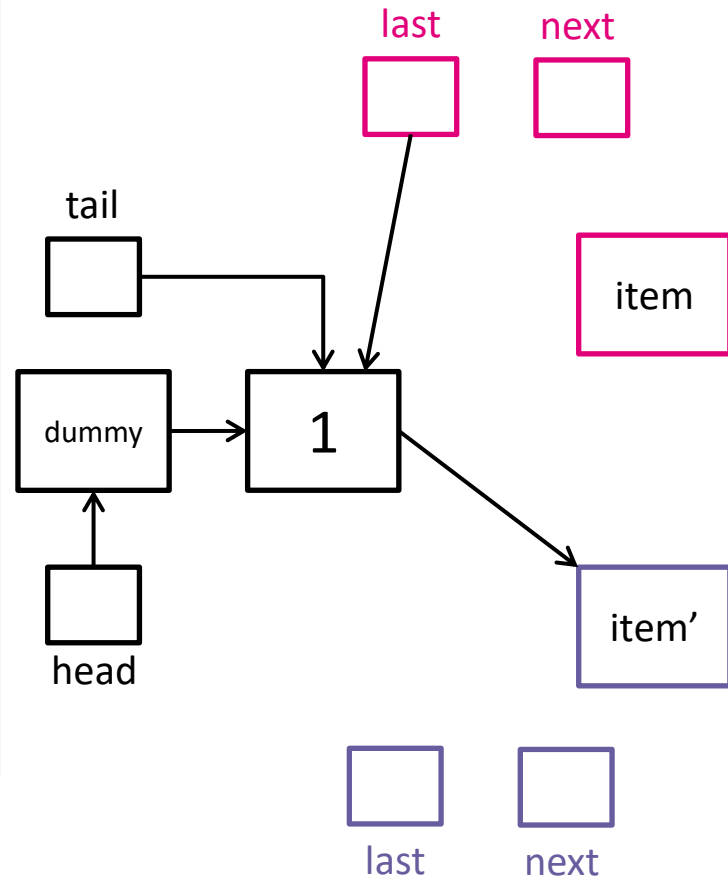 last next
tail
item
dummy
1
item’
head
last next